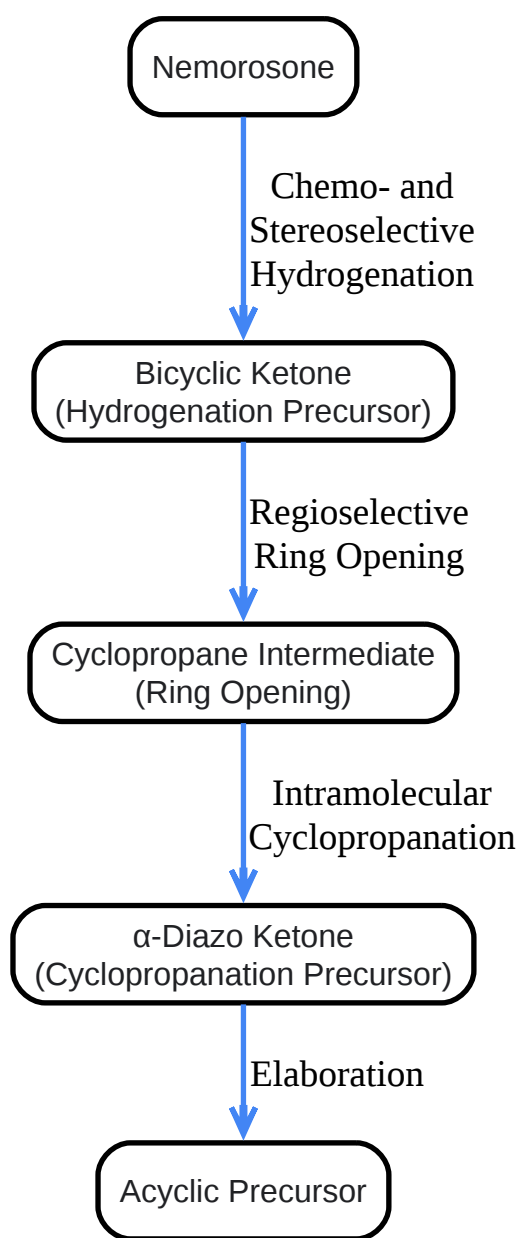 Nemorosone
Chemo- and
Stereoselective
Hydrogenation
Bicyclic Ketone
(Hydrogenation Precursor)
Regioselective
Ring Opening
Cyclopropane Intermediate
(Ring Opening)
Intramolecular
Cyclopropanation
α-Diazo Ketone
(Cyclopropanation Precursor)
Elaboration
Acyclic Precursor